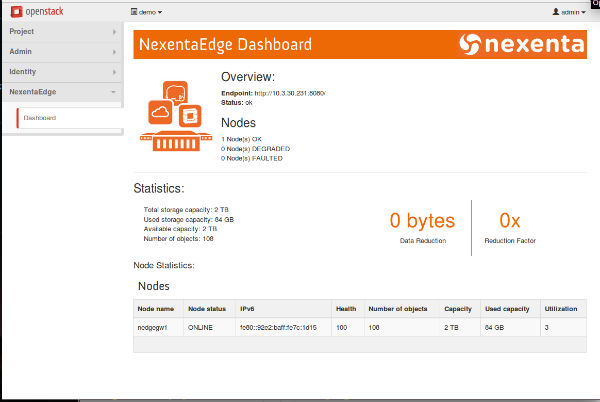 openstack
demo
admin
Project
Admin
Identity
NexentaEdge
Dashboard
NexentaEdge Dashboard
nexenta
Overview:
Endpoint: http://10.3.30.231:8080/
Status: ok
Nodes
1 Node(s) OK
0 Node(s) DEGRADED
0 Node(s) FAULTED
Statistics:
Total storage capacity: 2 TB
Used storage capacity: 84 GB
Available capacity: 2 TB
Number of objects: 108
0 bytes
Data Reduction
0x
Reduction Factor
Node Statistics:
Nodes
Node name Node status IPv6 Health Number of objects Capacity Used capacity Utilization
nedgegw1 ONLINE fe80::92e2:baff:fe7c:1d15 100 108 2 TB 84 GB 3